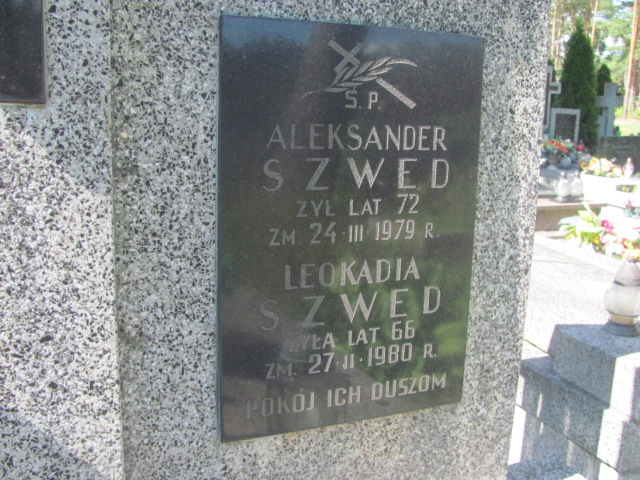 Ś. P.
ALEKSANDER
SZWED
ŻYŁ LAT 72
ZM. 24·III·1979 R.
LEOKADIA
SZWED
ŻYŁA LAT 66
ZM. 27·II·1980 R.
POKÓJ ICH DUSZOM